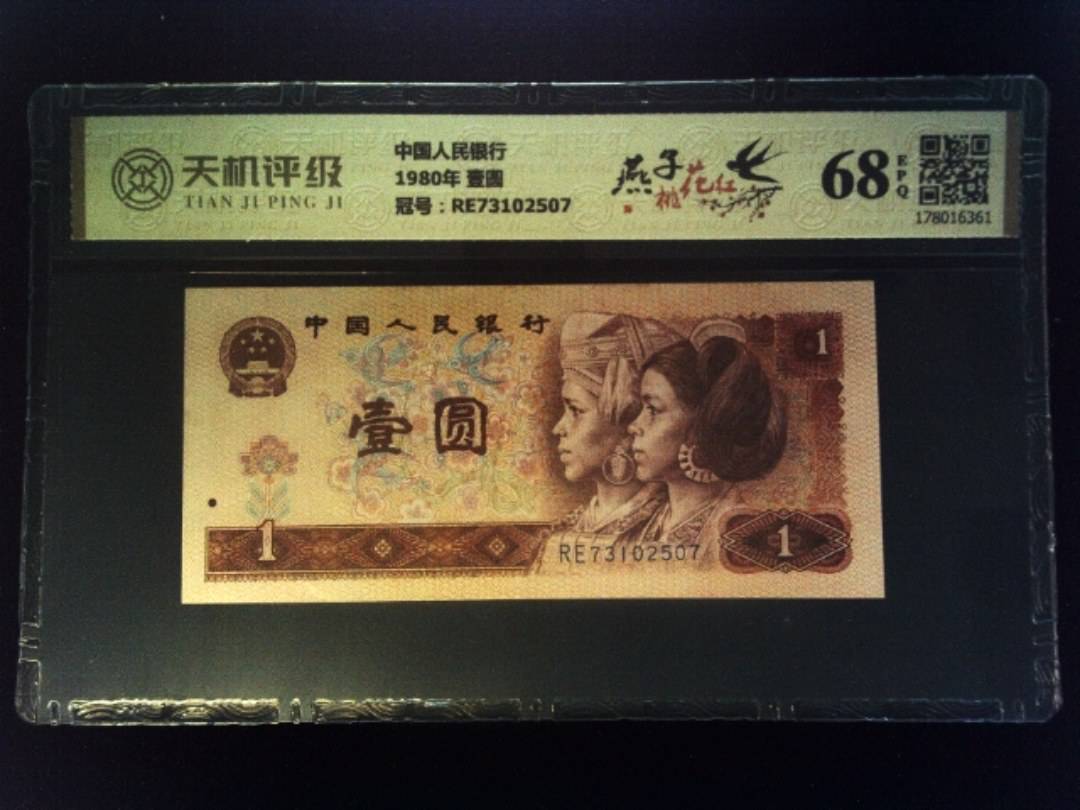 天机评级
TIAN JI PING JI
中国人民银行
1980年 壹圆
冠号：RE73102507
燕子
桃花红
68
EPQ
178016361
中国人民银行
1
壹圆
1
RE73102507
1